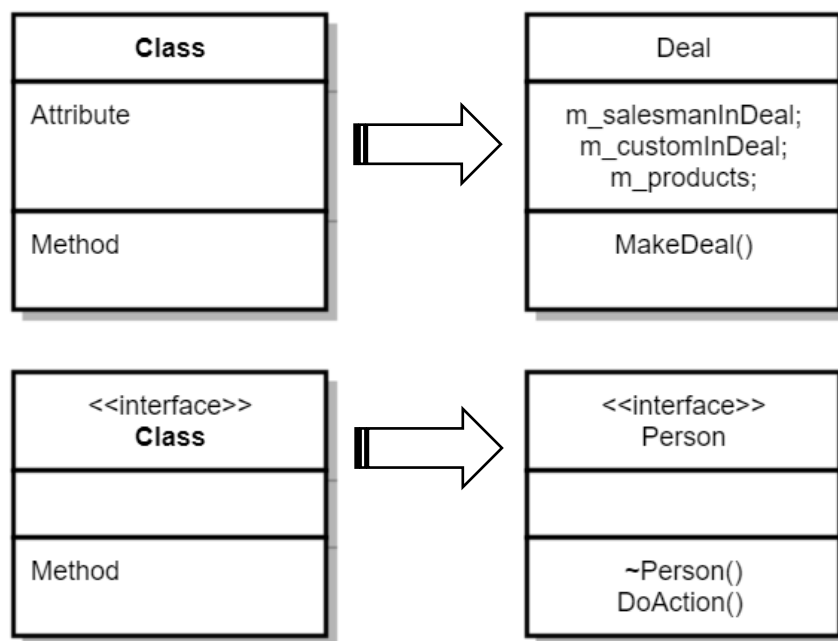 Class
Attribute
Method
Deal
m_salesmanInDeal;
m_customInDeal;
m_products;
MakeDeal()
<<interface>>
Class
Method
<<interface>>
Person
~Person()
DoAction()